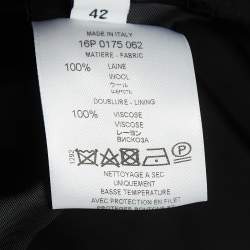 42
MADE IN ITALY
16P 0175 062
MATIERE - FABRIC
100% LAINE
WOOL
ウール
DOUBLURE - LINING
100% VISCOSE
VISCOSE
レーヨン
ВИСКОЗА
P
NETTOYAGE A SEC
UNIQUEMENT
BASSE TEMPERATURE
AVEC PROTECTION EN FILET